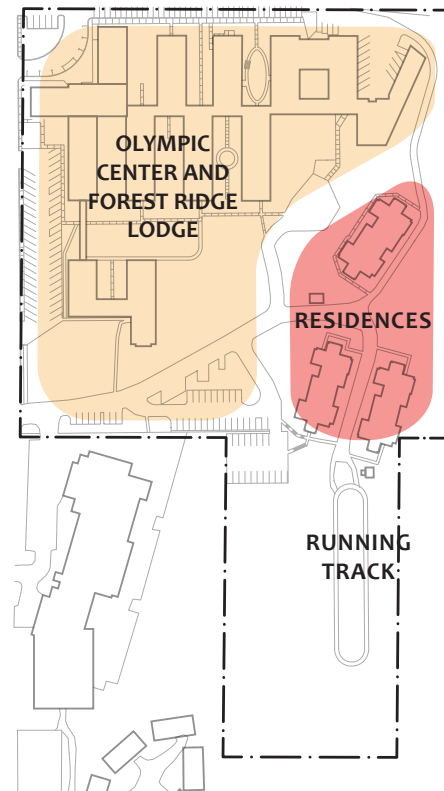 OLYMPIC
CENTER AND
FOREST RIDGE
LODGE
RESIDENCES
RUNNING
TRACK